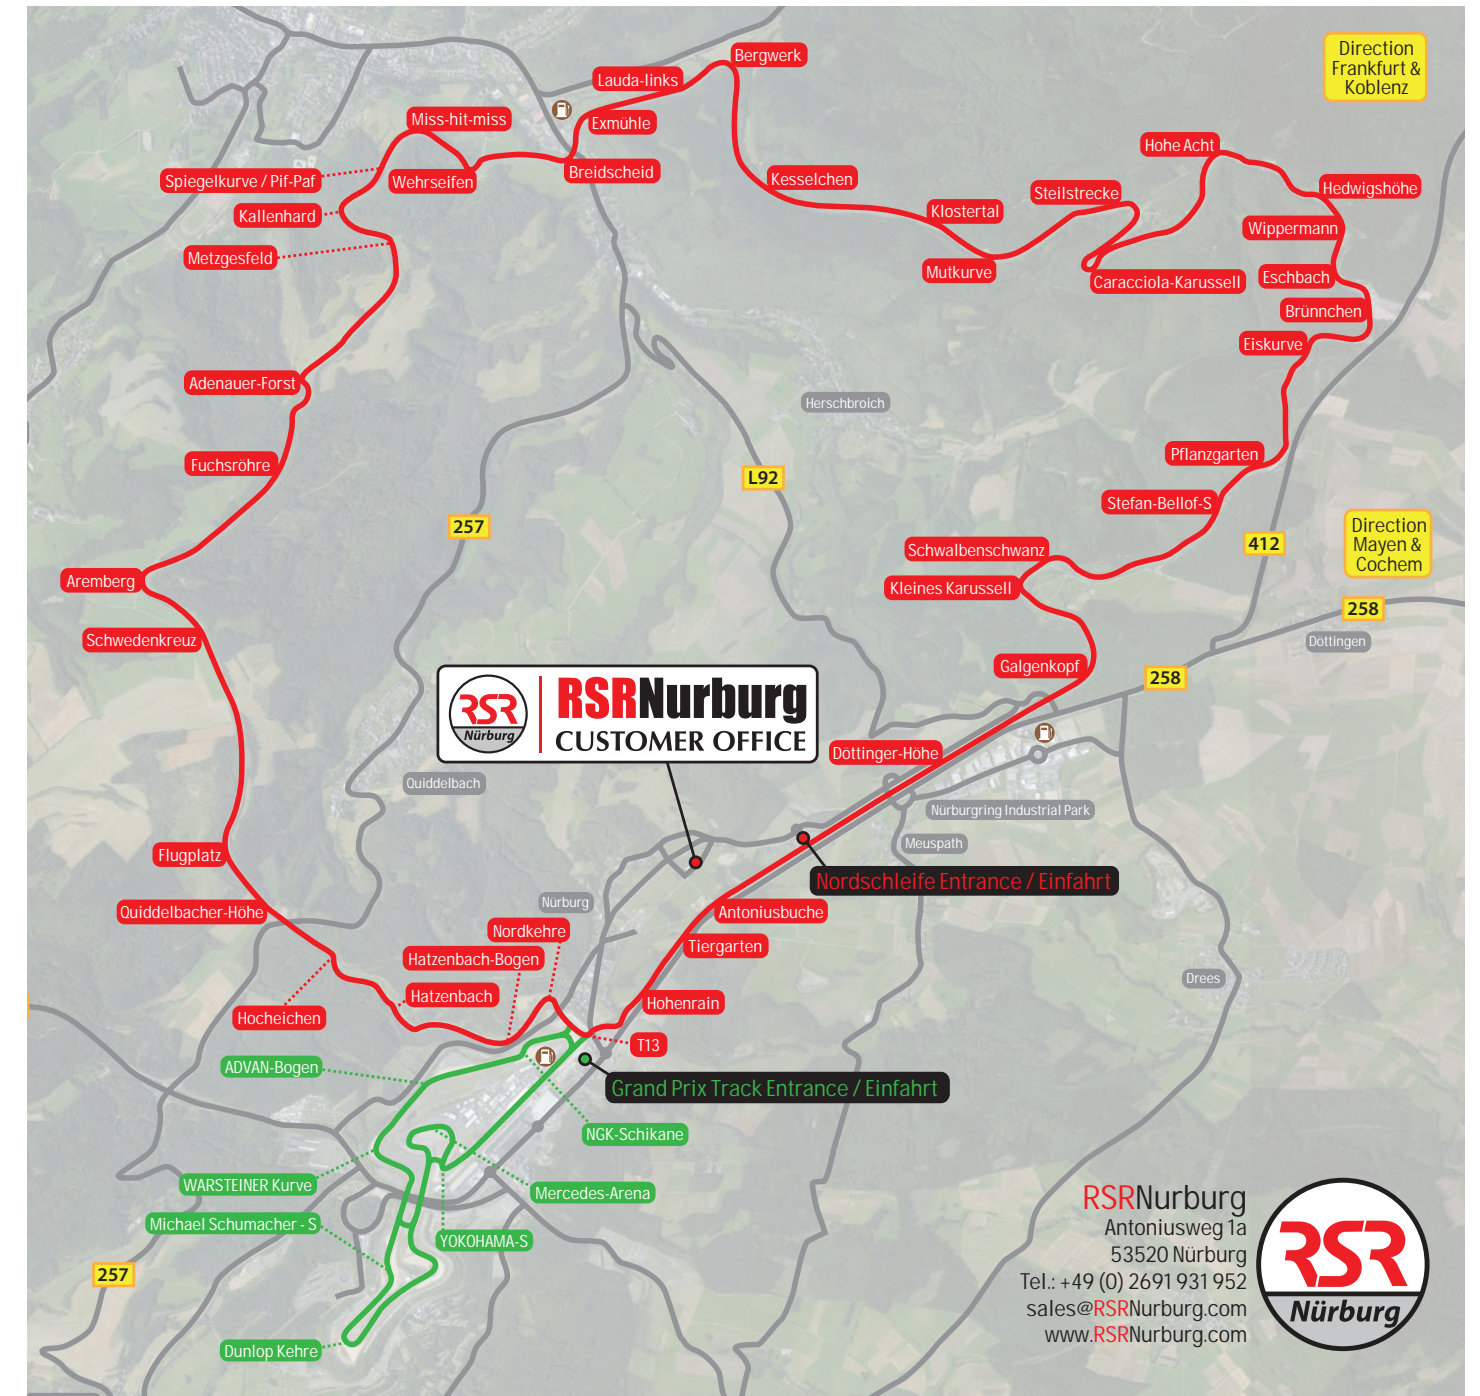 Bergwerk
Direction
Frankfurt &
Koblenz
Lauda-links
Miss-hit-miss
Exmühle
Hohe Acht
Spiegelkurve / Pif-Paf
Wehrseifen
Breidscheid
Kesselchen
Steilstrecke
Hedwigshöhe
Kallenhard
Klostertal
Wippermann
Metzgesfeld
Mutkurve
Caracciola-Karussell
Eschbach
Brünnchen
Eiskurve
Adenauer-Forst
Herschbroich
Fuchsröhre
Pflanzgarten
L92
Stefan-Bellof-S
257
412
Direction
Mayen &
Cochem
Schwalbenschwanz
Aremberg
Kleines Karussell
258
Schwedenkreuz
Döttingen
Galgenkopf
258
RSR
Nürburg
RSRNurburg
CUSTOMER OFFICE
Döttinger-Höhe
Quiddelbach
Nürburgring Industrial Park
Meuspath
Flugplatz
Nordschleife Entrance / Einfahrt
Nürburg
Quiddelbacher-Höhe
Antoniusbuche
Nordkehre
Tiergarten
Hatzenbach-Bogen
Drees
Hatzenbach
Hohenrain
Hocheichen
T13
ADVAN-Bogen
Grand Prix Track Entrance / Einfahrt
NGK-Schikane
WARSTEINER Kurve
Mercedes-Arena
Michael Schumacher - S
YOKOHAMA-S
257
Dunlop Kehre
RSRNurburg
Antoniusweg 1a
53520 Nürburg
Tel.: +49 (0) 2691 931 952
sales@RSRNurburg.com
www.RSRNurburg.com
RSR
Nürburg